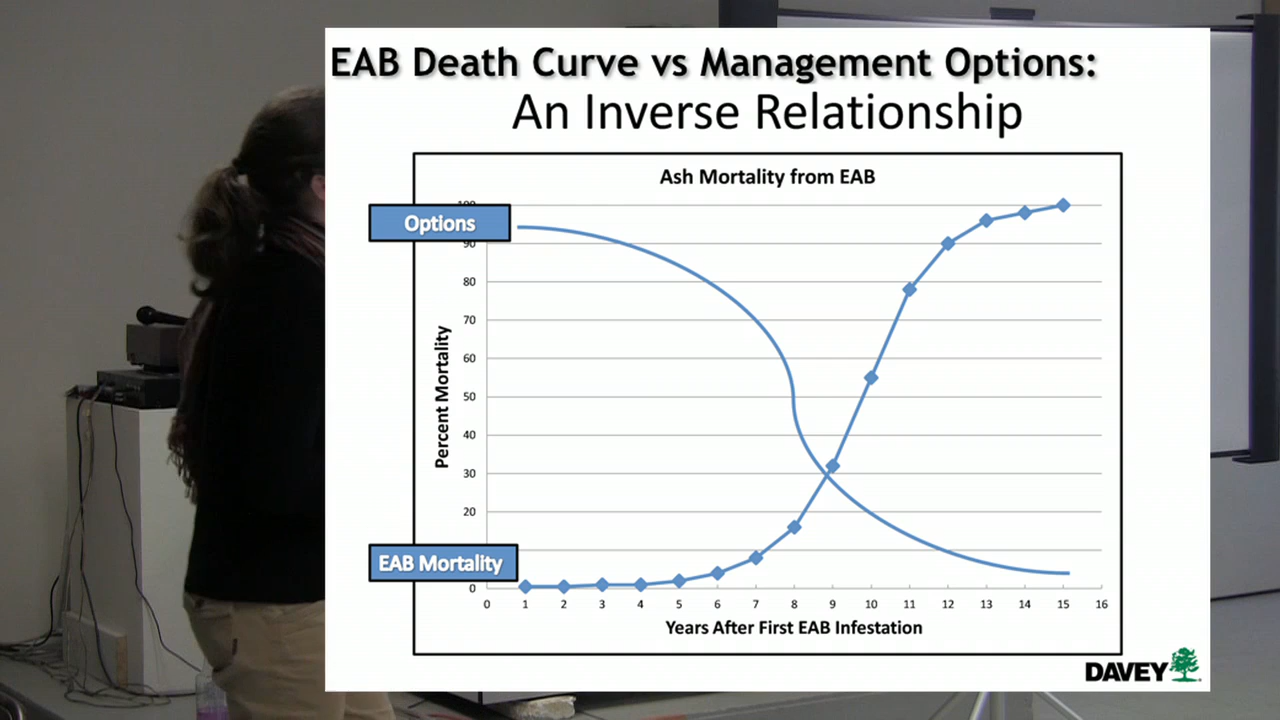 EAB Death Curve vs Management Options:
An Inverse Relationship
Ash Mortality from EAB
100
Options
90
80
70
60
50
40
30
20
0
Percent Mortality
EAB Mortality
0 1 2 3 4 5 6 7 8 9 10 11 12 13 14 15 16
Years After First EAB Infestation
DAVEY